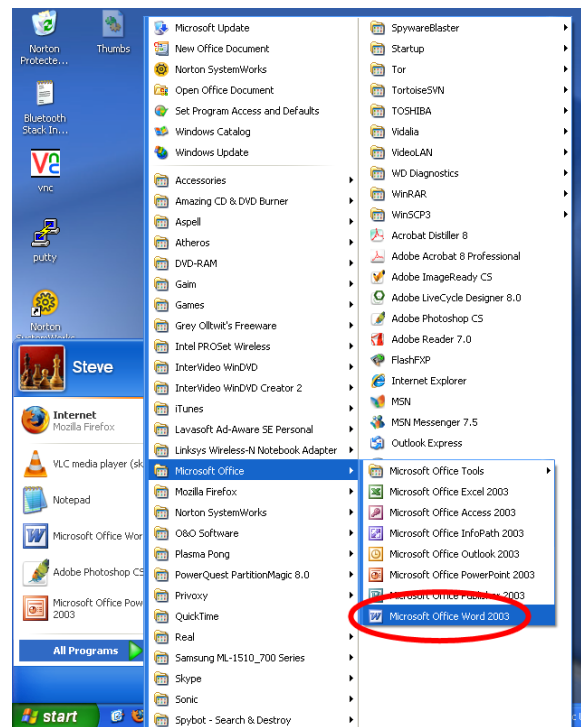 Norton
Protecte...
Thumbs
Bluetooth
Stack In...
vnc
putty
Norton
SystemWorks
Steve
Internet
Mozilla Firefox
VLC media player (sk
Notepad
Microsoft Office Wor
Adobe Photoshop CS
Microsoft Office Pow
2003
All Programs
start
Microsoft Update
New Office Document
Norton SystemWorks
Open Office Document
Set Program Access and Defaults
Windows Catalog
Windows Update
Accessories
Amazing CD & DVD Burner
Aspell
Atheros
DVD-RAM
Gaim
Games
Grey Olltwit's Freeware
Intel PROSet Wireless
InterVideo WinDVD
InterVideo WinDVD Creator 2
iTunes
Lavasoft Ad-Aware SE Personal
Linksys Wireless-N Notebook Adapter
Microsoft Office
Mozilla Firefox
Norton SystemWorks
O&O Software
Plasma Pong
PowerQuest PartitionMagic 8.0
Privoxy
QuickTime
Real
Samsung ML-1510_700 Series
Skype
Sonic
Spybot - Search & Destroy
SpywareBlaster
Startup
Tor
TortoiseSVN
TOSHIBA
Vidalia
VideoLAN
WD Diagnostics
WinRAR
WinSCP3
Acrobat Distiller 8
Adobe Acrobat 8 Professional
Adobe ImageReady CS
Adobe LiveCycle Designer 8.0
Adobe Photoshop CS
Adobe Reader 7.0
FlashFXP
Internet Explorer
MSN
MSN Messenger 7.5
Outlook Express
Microsoft Office Tools
Microsoft Office Excel 2003
Microsoft Office Access 2003
Microsoft Office InfoPath 2003
Microsoft Office Outlook 2003
Microsoft Office PowerPoint 2003
Microsoft Office Publisher 2003
Microsoft Office Word 2003